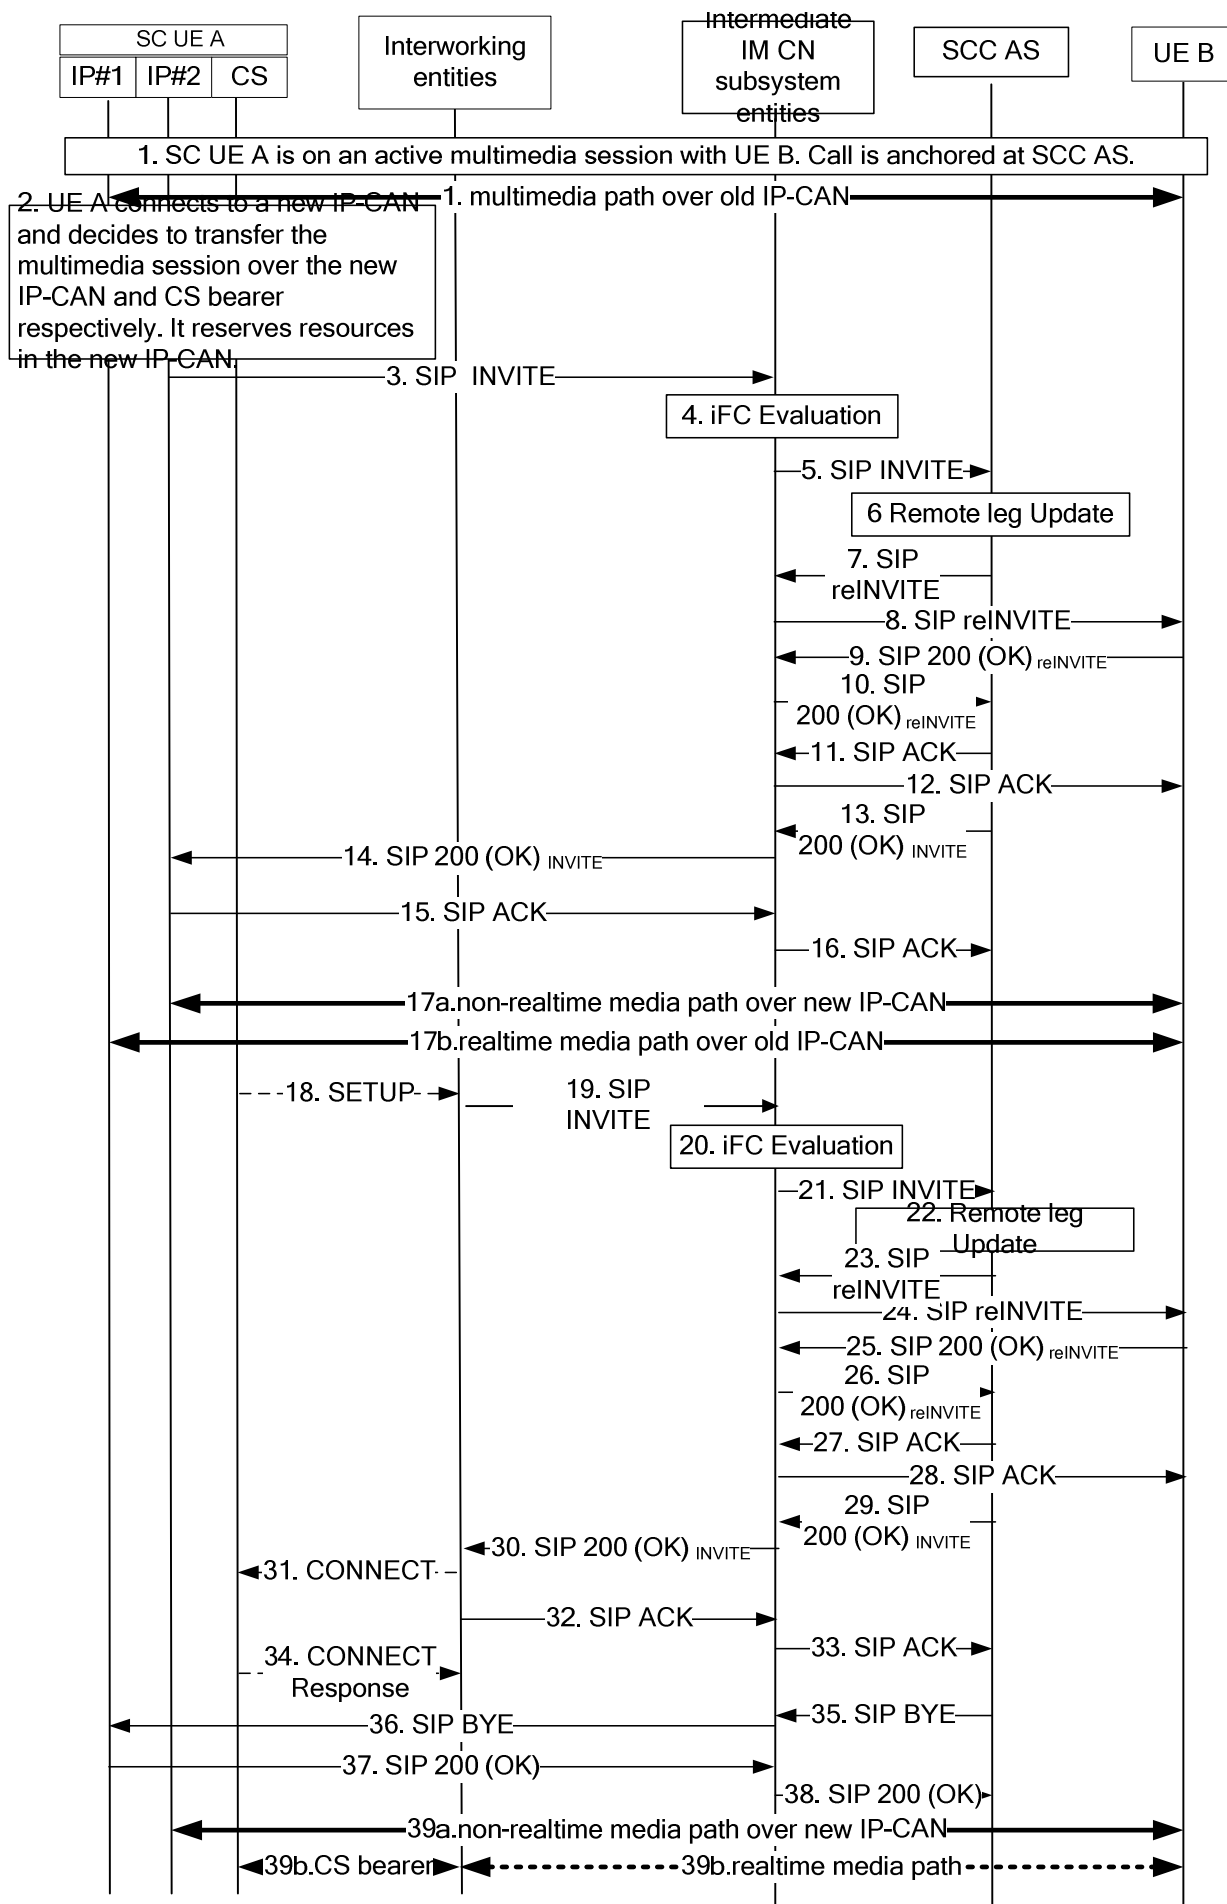 SC UE A
IP#1
IP#2
CS
Interworking
entities
Intermediate
IM CN
subsystem
entities
SCC AS
UE B
1. SC UE A is on an active multimedia session with UE B. Call is anchored at SCC AS.
1. multimedia path over old IP-CAN
2. UE A connects to a new IP-CAN
and decides to transfer the
multimedia session over the new
IP-CAN and CS bearer
respectively. It reserves resources
in the new IP-CAN.
3. SIP  INVITE
4. iFC Evaluation
5. SIP INVITE
6 Remote leg Update
7. SIP
reINVITE
8. SIP reINVITE
9. SIP 200 (OK) reINVITE
10. SIP
200 (OK) reINVITE
11. SIP ACK
12. SIP ACK
13. SIP
200 (OK) INVITE
14. SIP 200 (OK) INVITE
15. SIP ACK
16. SIP ACK
17a.non-realtime media path over new IP-CAN
17b.realtime media path over old IP-CAN
18. SETUP
19. SIP
INVITE
20. iFC Evaluation
21. SIP INVITE
22. Remote leg
Update
23. SIP
reINVITE
24. SIP reINVITE
25. SIP 200 (OK) reINVITE
26. SIP
200 (OK) reINVITE
27. SIP ACK
28. SIP ACK
29. SIP
200 (OK) INVITE
30. SIP 200 (OK) INVITE
31. CONNECT
32. SIP ACK
33. SIP ACK
34. CONNECT
Response
35. SIP BYE
36. SIP BYE
37. SIP 200 (OK)
38. SIP 200 (OK)
39a.non-realtime media path over new IP-CAN
39b.CS bearer
39b.realtime media path